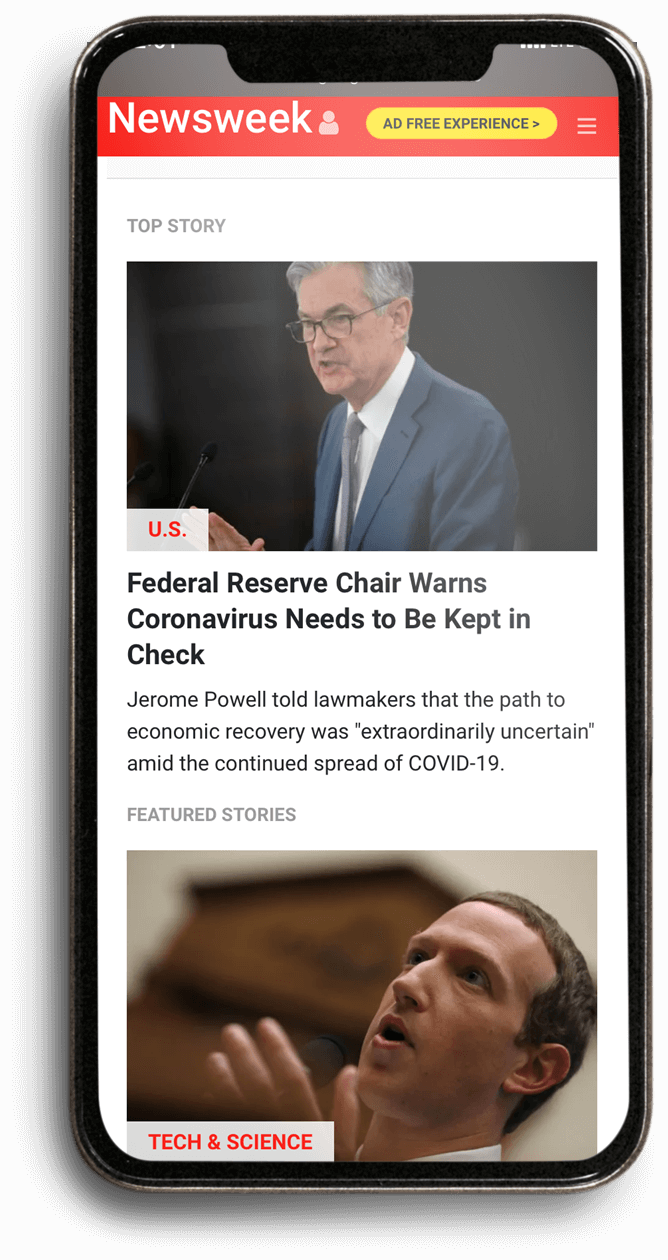 Newsweek
AD FREE EXPERIENCE >
TOP STORY
U.S.
Federal Reserve Chair Warns
Coronavirus Needs to Be Kept in
Check
Jerome Powell told lawmakers that the path to
economic recovery was "extraordinarily uncertain"
amid the continued spread of COVID-19.
FEATURED STORIES
TECH & SCIENCE